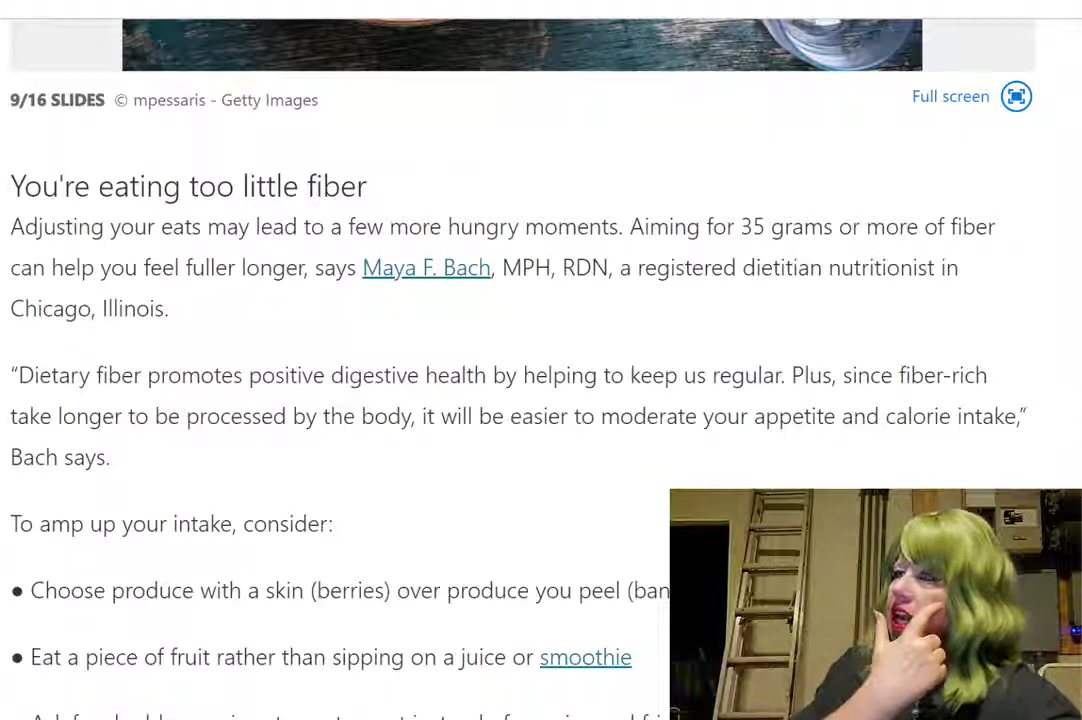 9/16 SLIDES © mpessaris - Getty Images
Full screen
You're eating too little fiber
Adjusting your eats may lead to a few more hungry moments. Aiming for 35 grams or more of fiber
can help you feel fuller longer, says Maya F. Bach, MPH, RDN, a registered dietitian nutritionist in
Chicago, Illinois.
“Dietary fiber promotes positive digestive health by helping to keep us regular. Plus, since fiber-rich
take longer to be processed by the body, it will be easier to moderate your appetite and calorie intake,”
Bach says.
To amp up your intake, consider:
● Choose produce with a skin (berries) over produce you peel (ban
● Eat a piece of fruit rather than sipping on a juice or smoothie